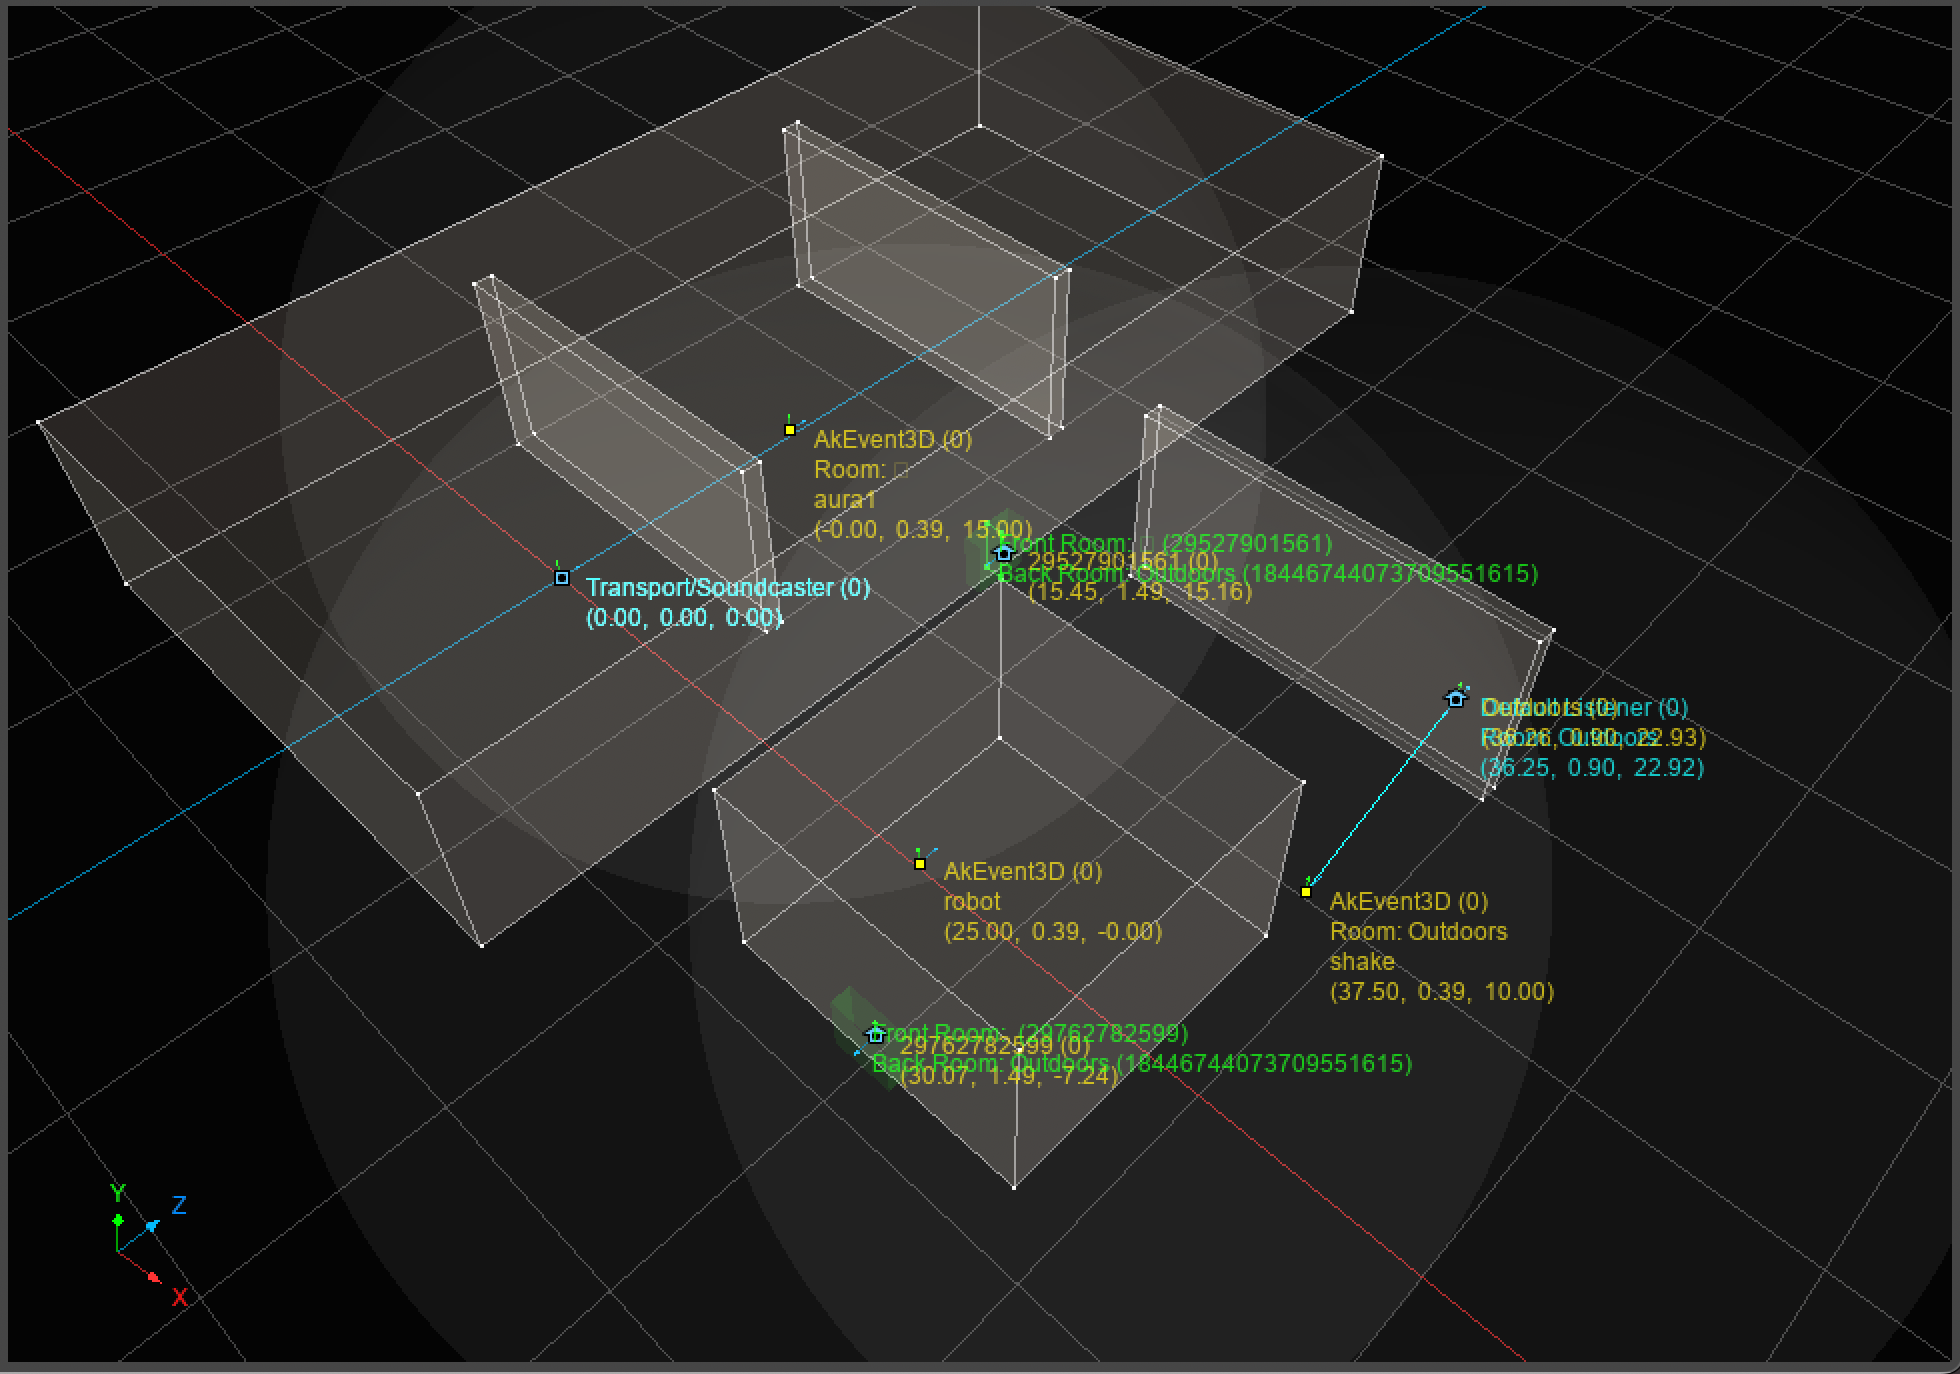 AkEvent3D (0)
Room:
aura1
(-0.00, 0.39, 15.00)
Front Room: (29527901561)
29527901561 (0)
Back Room: Outdoors (18446744073709551615)
(15.45, 1.49, 15.16)
Transport/Soundcaster (0)
(0.00, 0.00, 0.00)
Outdoors (0)
Default Listener (0)
Room: Outdoors
0.90, 22.93)
(36.25, 0.90, 22.92)
AkEvent3D (0)
robot
(25.00, 0.39, -0.00)
AkEvent3D (0)
Room: Outdoors
shake
(37.50, 0.39, 10.00)
Front Room: (29762782599)
29762782599 (0)
Back Room: Outdoors (18446744073709551615)
(30.07, 1.49, -7.24)
Y
Z
X